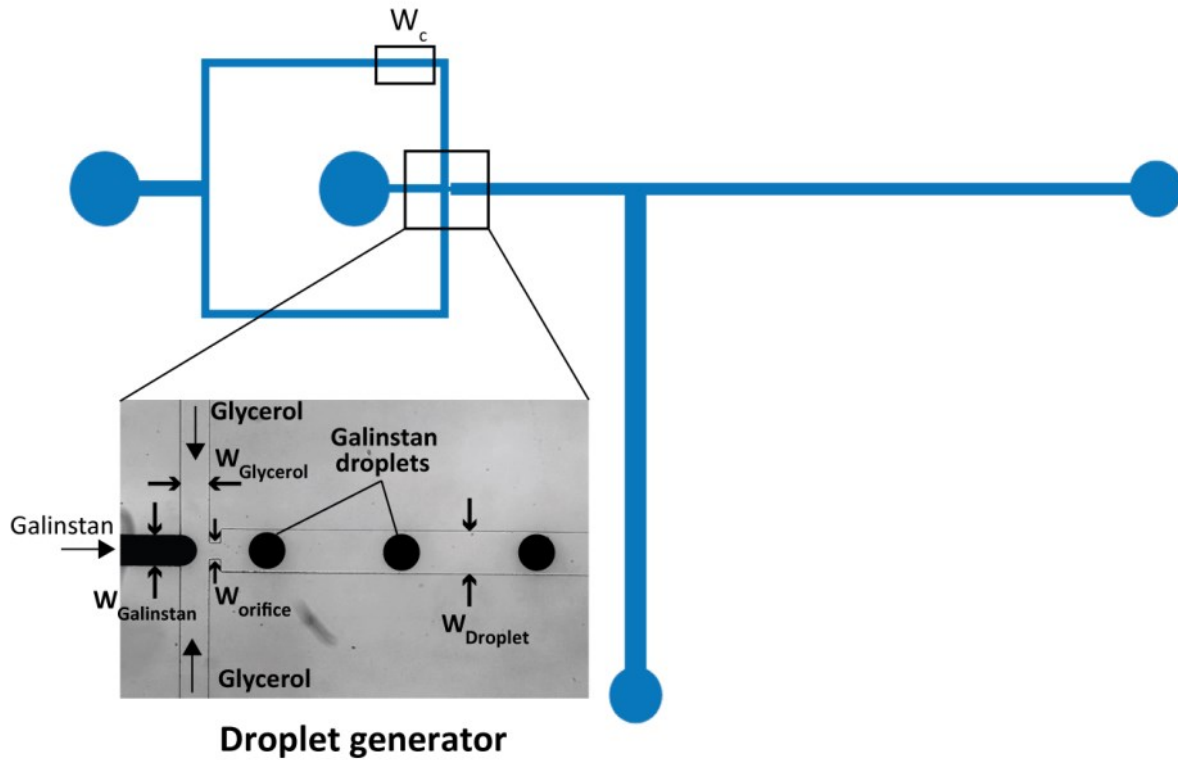 Wc
Glycerol
WGlycerol
Galinstan
droplets
Galinstan
WGalinstan
Worifice
WDroplet
Glycerol
Droplet generator